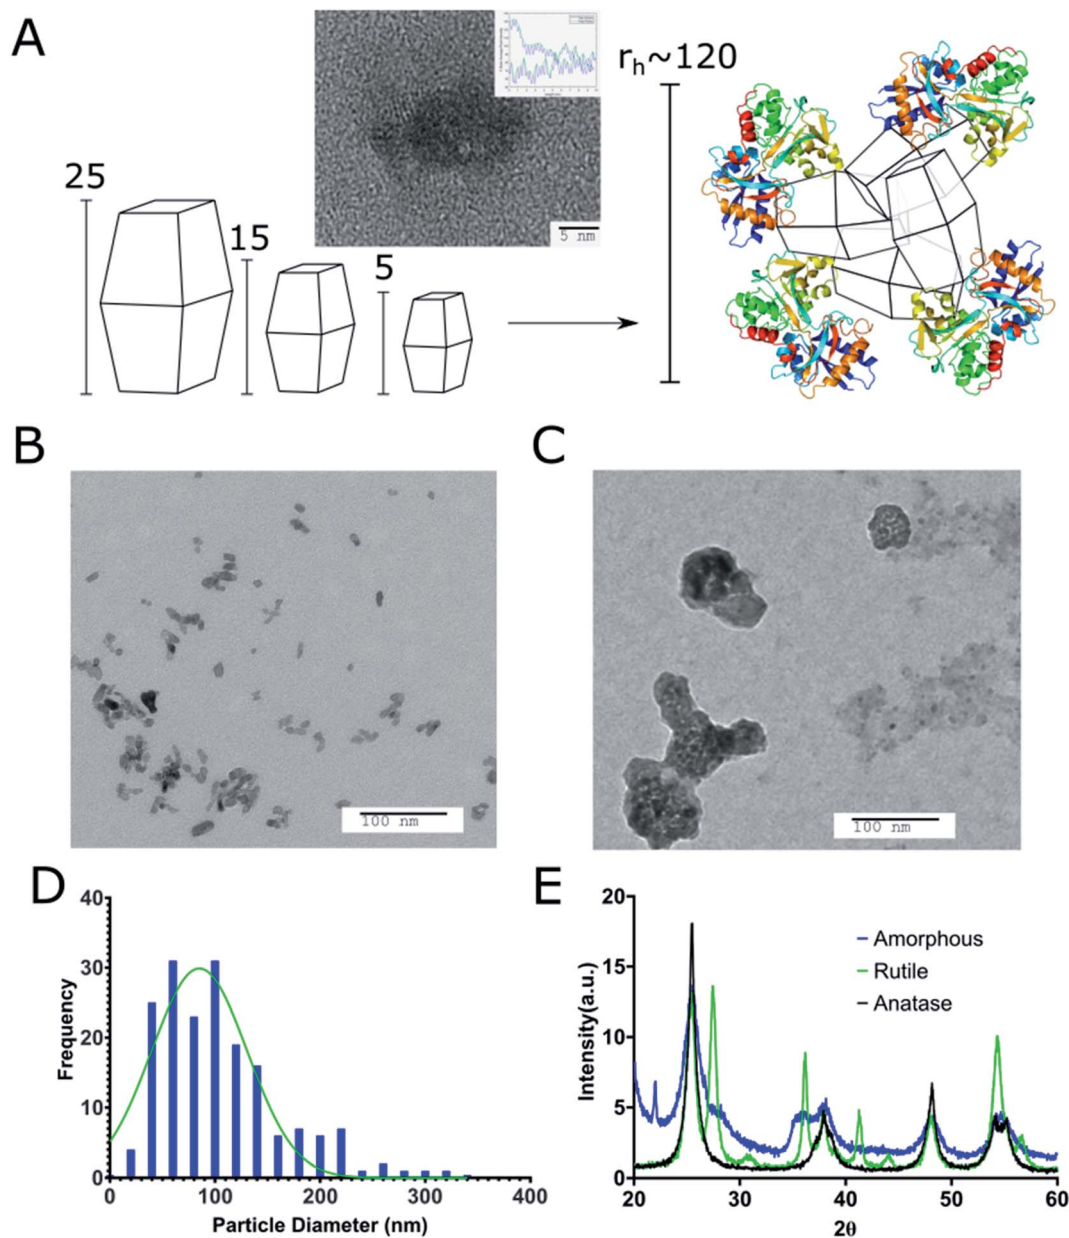 A
r_h~120
25
15
5
5 nm
B
C
100 nm
100 nm
D
40
30
20
10
0
Frequency
0
100
200
300
400
Particle Diameter (nm)
E
20
15
10
5
0
Intensity(a.u.)
Amorphous
Rutile
Anatase
20
30
40
50
60
2θ